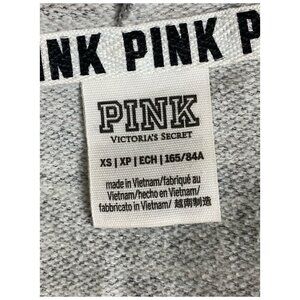 INK PINK P
PINK
VICTORIA'S SECRET
XS | XP | ECH | 165/84A
made in Vietnam/fabriqué au
Vietnam/hecho en Vietnam/
fabbricato in Vietnam/ 越南制造